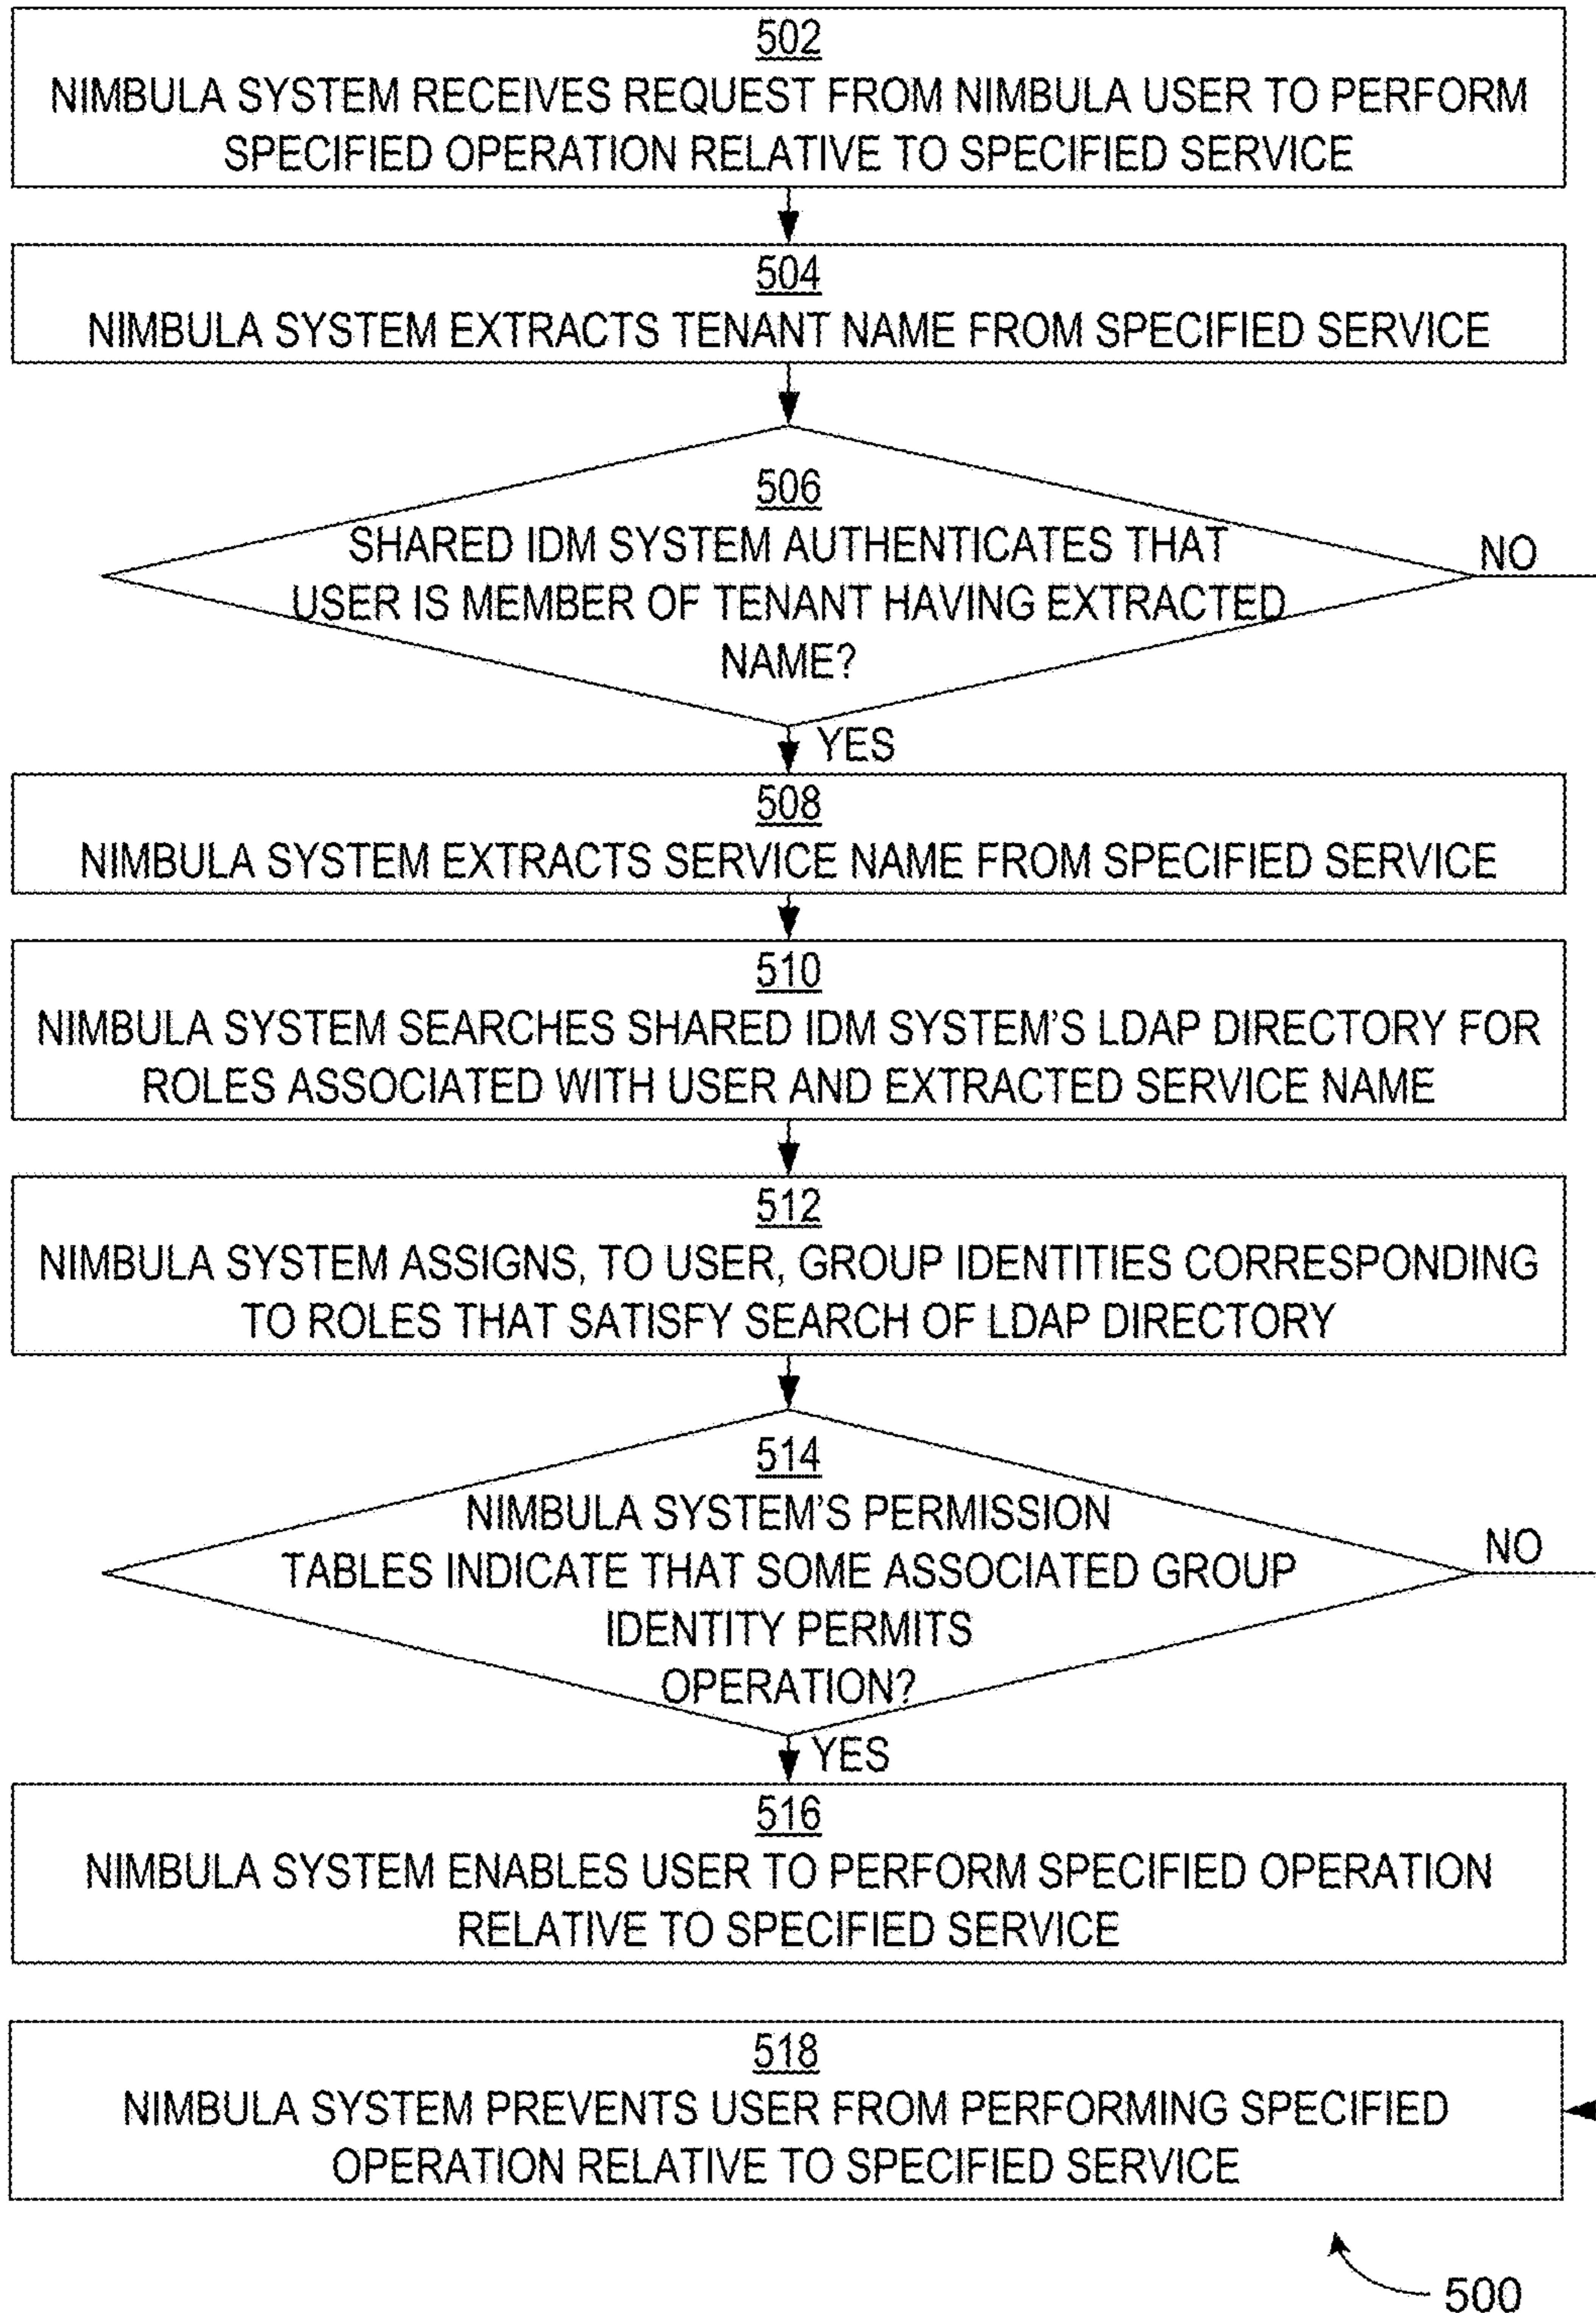 502
NIMBULA SYSTEM RECEIVES REQUEST FROM NIMBULA USER TO PERFORM
SPECIFIED OPERATION RELATIVE TO SPECIFIED SERVICE
504
NIMBULA SYSTEM EXTRACTS TENANT NAME FROM SPECIFIED SERVICE
506
SHARED IDM SYSTEM AUTHENTICATES THAT
USER IS MEMBER OF TENANT HAVING EXTRACTED
NAME?
NO
YES
508
NIMBULA SYSTEM EXTRACTS SERVICE NAME FROM SPECIFIED SERVICE
510
NIMBULA SYSTEM SEARCHES SHARED IDM SYSTEM'S LDAP DIRECTORY FOR
ROLES ASSOCIATED WITH USER AND EXTRACTED SERVICE NAME
512
NIMBULA SYSTEM ASSIGNS, TO USER, GROUP IDENTITIES CORRESPONDING
TO ROLES THAT SATISFY SEARCH OF LDAP DIRECTORY
514
NIMBULA SYSTEM'S PERMISSION
TABLES INDICATE THAT SOME ASSOCIATED GROUP
IDENTITY PERMITS
OPERATION?
NO
YES
516
NIMBULA SYSTEM ENABLES USER TO PERFORM SPECIFIED OPERATION
RELATIVE TO SPECIFIED SERVICE
518
NIMBULA SYSTEM PREVENTS USER FROM PERFORMING SPECIFIED
OPERATION RELATIVE TO SPECIFIED SERVICE
500